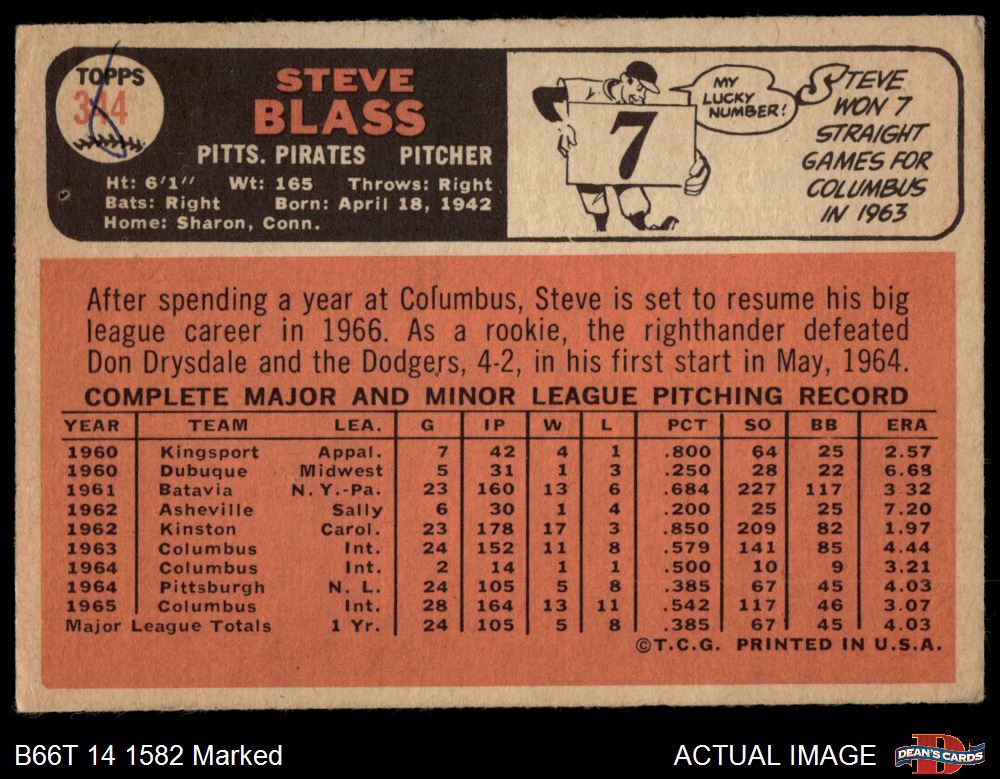 TOPPS
344
STEVE
BLASS
PITTS. PIRATES PITCHER
Ht: 6'1" Wt: 165 Throws: Right
Bats: Right Born: April 18, 1942
Home: Sharon, Conn.
7
MY
LUCKY
NUMBER!
STEVE
WON 7
STRAIGHT
GAMES FOR
COLUMBUS
IN 1963
After spending a year at Columbus, Steve is set to resume his big
league career in 1966. As a rookie, the righthander defeated
Don Drysdale and the Dodgers, 4-2, in his first start in May, 1964.
COMPLETE MAJOR AND MINOR LEAGUE PITCHING RECORD
YEAR TEAM LEA. G IP W L PCT SO BB ERA
1960 Kingsport Appal. 7 42 4 1 .800 64 25 2.57
1960 Dubuque Midwest 5 31 1 3 .250 28 22 6.68
1961 Batavia N.Y.-Pa. 23 160 13 6 .684 227 117 3 32
1962 Asheville Sally 6 30 1 4 .200 25 25 7.20
1962 Kinston Carol. 23 178 17 3 .850 209 82 1.97
1963 Columbus Int. 24 152 11 8 .579 141 85 4.44
1964 Columbus Int. 2 14 1 1 .500 10 9 3.21
1964 Pittsburgh N. L. 24 105 5 8 .385 67 45 4.03
1965 Columbus Int. 28 164 13 11 .542 117 46 3.07
Major League Totals 1 Yr. 24 105 5 8 .385 67 45 4.03
©T.C.G. PRINTED IN U.S.A.
B66T 14 1582 Marked
ACTUAL IMAGE
DEAN'S CARDS